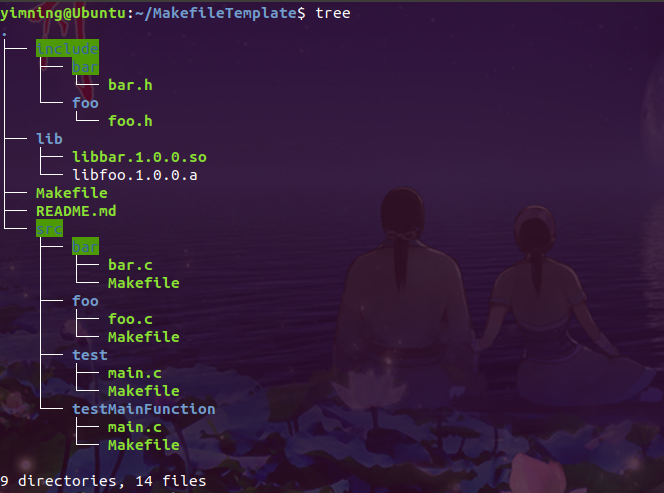 yimning@Ubuntu:~/MakefileTemplate$ tree
.
├── include
│   ├── bar
│   │   └── bar.h
│   └── foo
│       └── foo.h
├── lib
│   ├── libbar.1.0.0.so
│   └── libfoo.1.0.0.a
├── Makefile
├── README.md
└── src
    ├── bar
    │   ├── bar.c
    │   └── Makefile
    ├── foo
    │   ├── foo.c
    │   └── Makefile
    ├── test
    │   ├── main.c
    │   └── Makefile
    └── testMainFunction
        ├── main.c
        └── Makefile
9 directories, 14 files